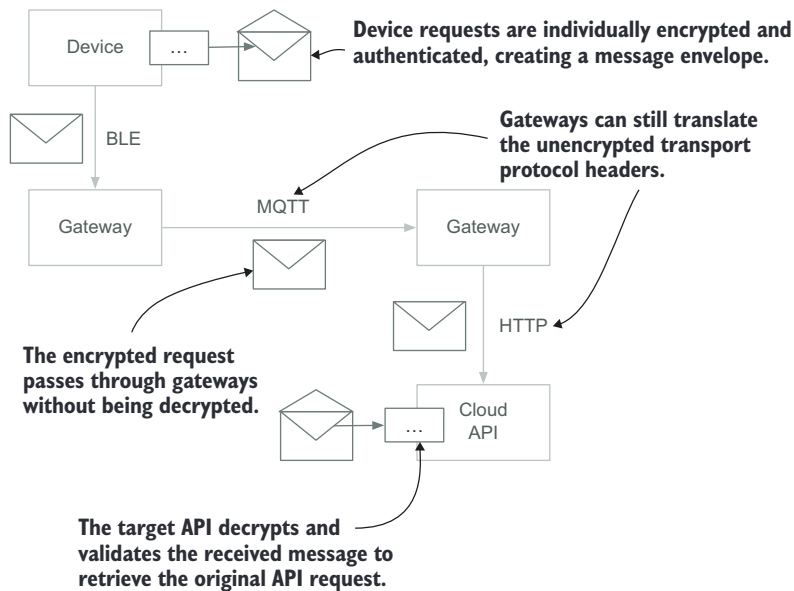 Device
…
Device requests are individually encrypted and
authenticated, creating a message envelope.
BLE
Gateways can still translate
the unencrypted transport
protocol headers.
Gateway
MQTT
Gateway
HTTP
The encrypted request
passes through gateways
without being decrypted.
…
Cloud
API
The target API decrypts and
validates the received message to
retrieve the original API request.